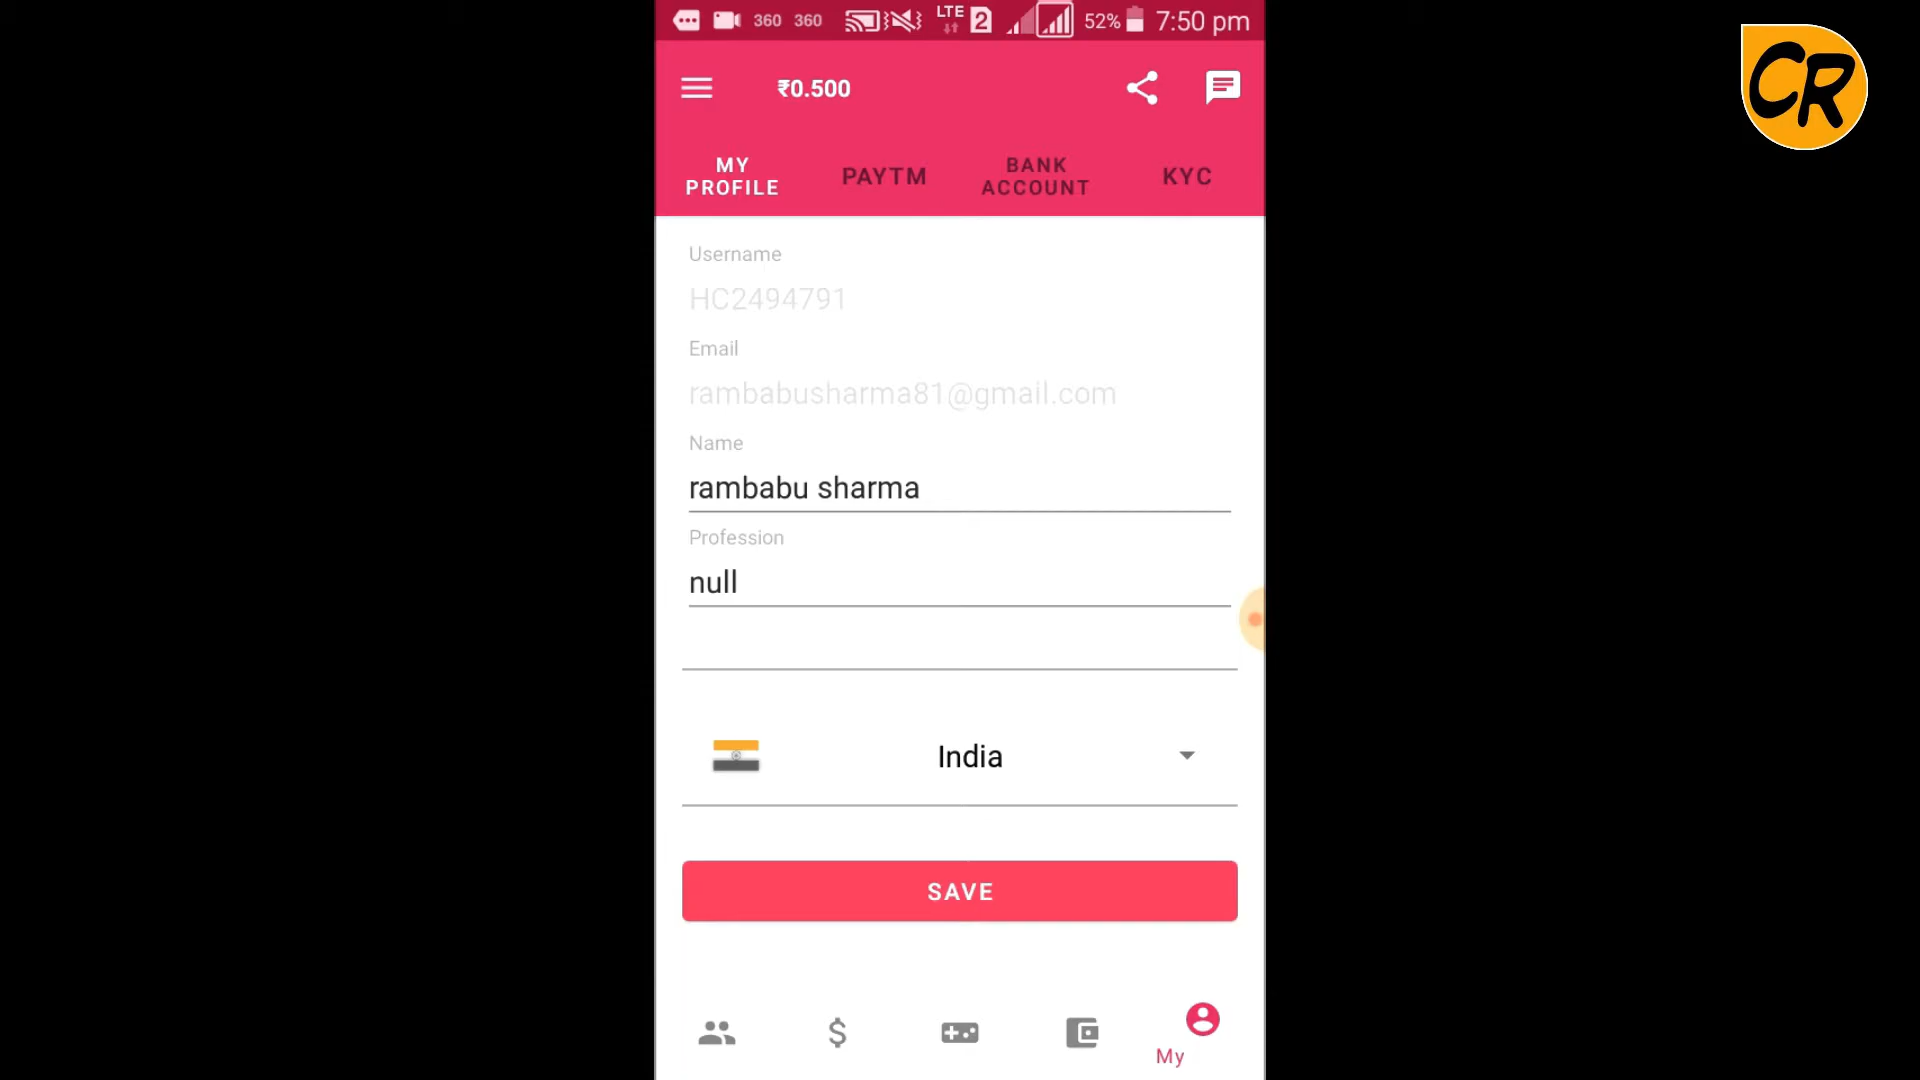 360 360 LTE 2 52% 7:50 pm
CR
₹0.500
MY PROFILE
PAYTM
BANK ACCOUNT
KYC
Username
HC2494791
Email
rambabusharma81@gmail.com
Name
rambabu sharma
Profession
null
India
SAVE
My